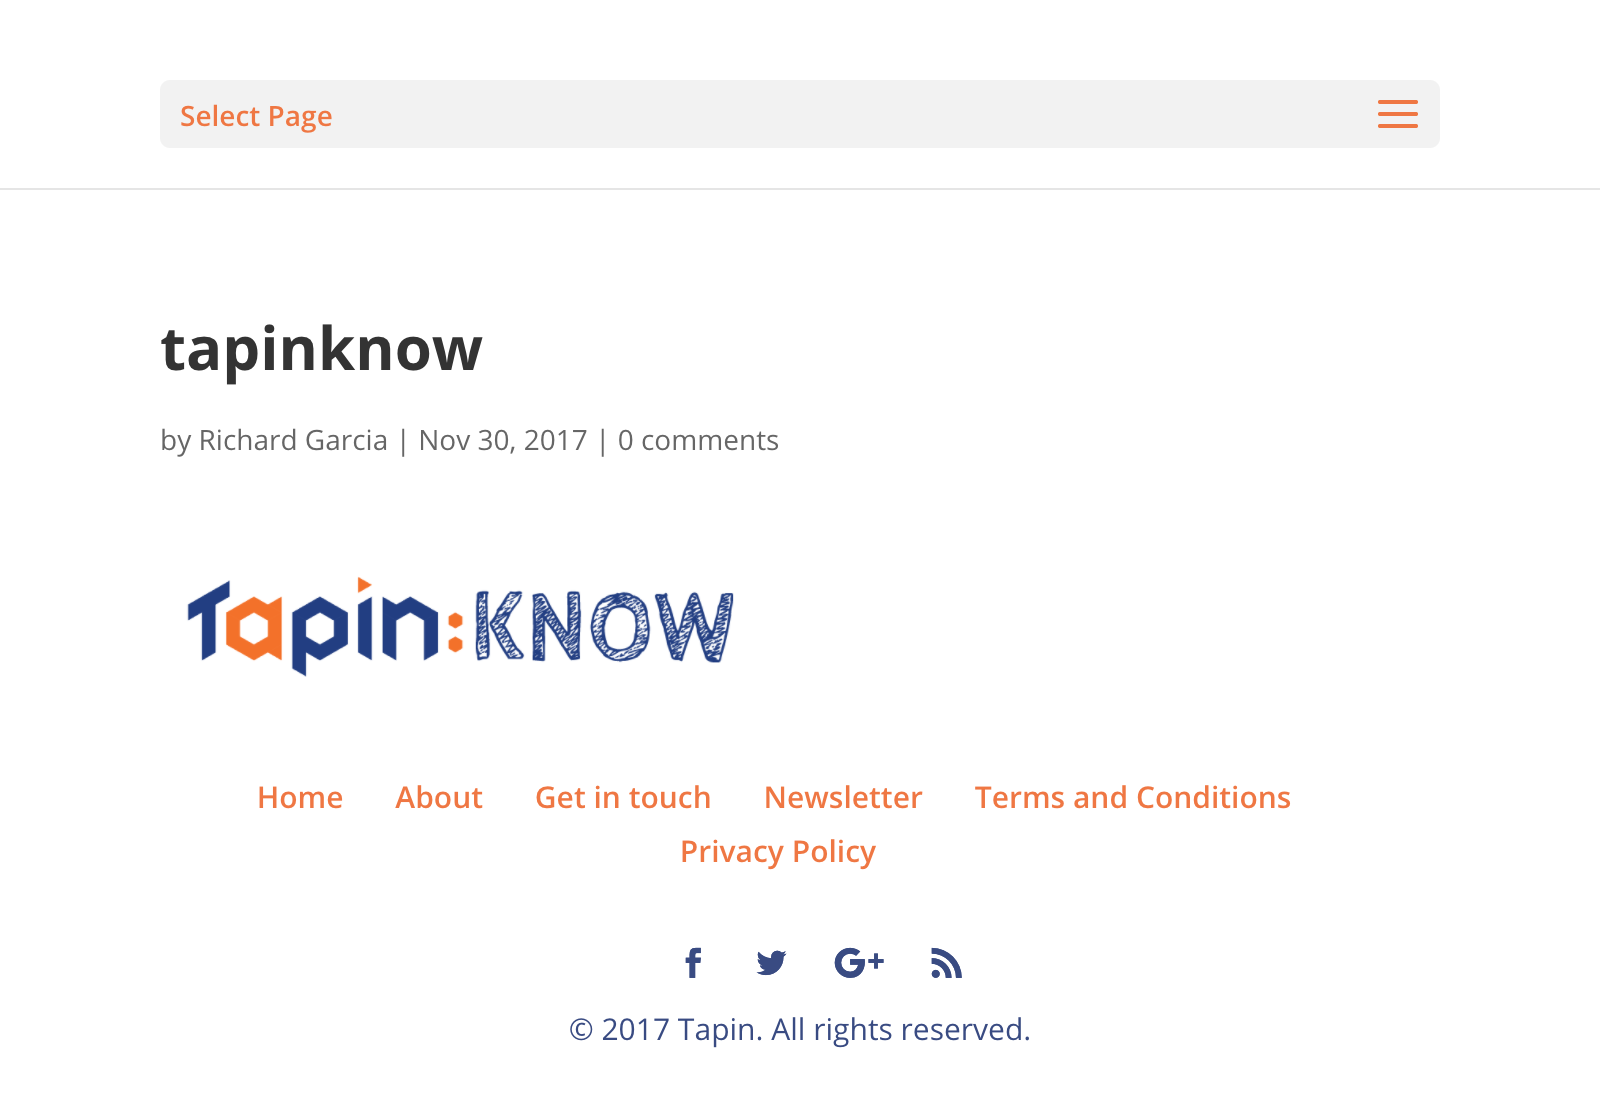 Select Page
tapinknow
by Richard Garcia | Nov 30, 2017 | 0 comments
Tapin:KNOW
Home About Get in touch Newsletter Terms and Conditions
Privacy Policy
f G+
© 2017 Tapin. All rights reserved.